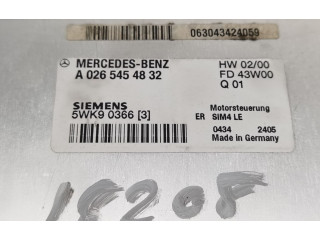 063043424059
MERCEDES-BENZ
A 026 545 48 32
HW 02/00
FD 43W00
Q 01
SIEMENS
5WK9 0366 [3]
Motorsteuerung
ER SIM4 LE
0434 2405
Made in Germany